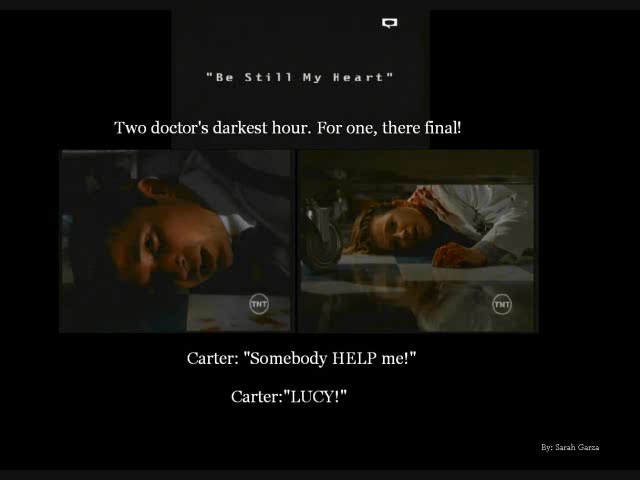 "Be Still My Heart"
Two doctor's darkest hour. For one, there final!
TNT
TNT
Carter: "Somebody HELP me!"
Carter:"LUCY!"
By: Sarah Garza